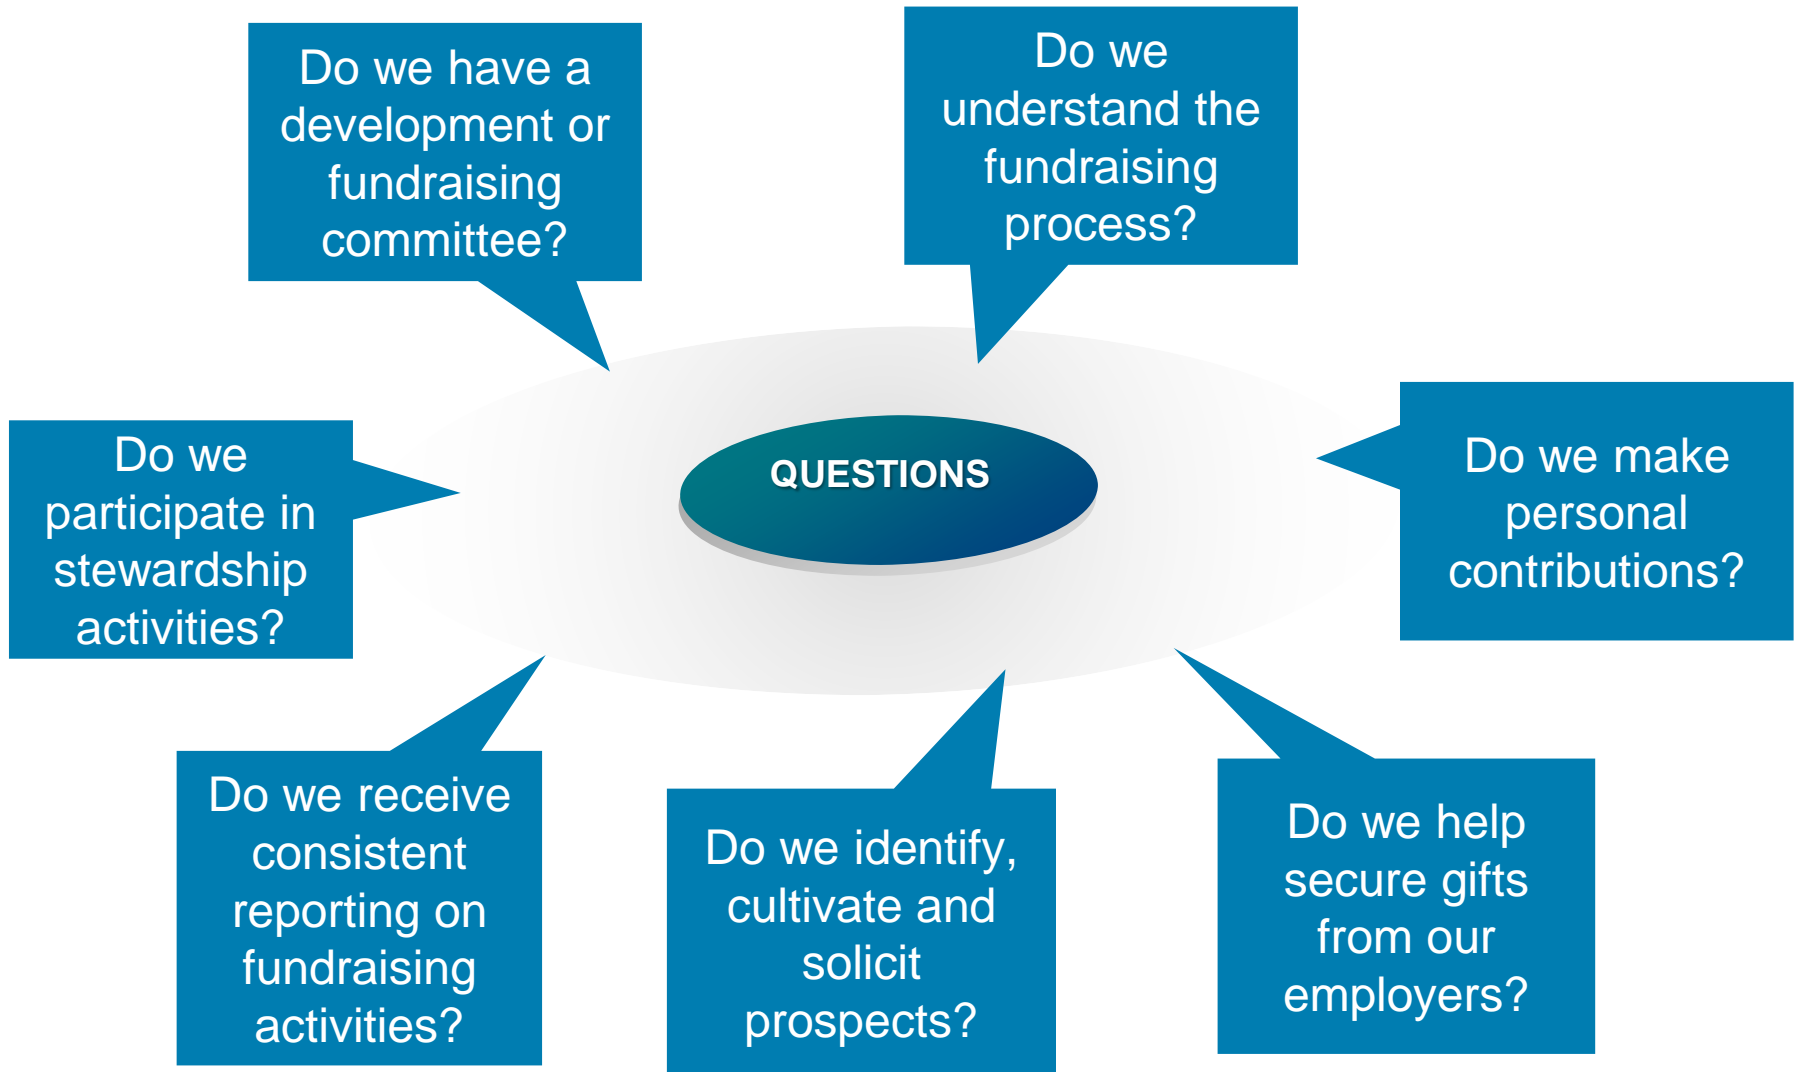 Do we have a
development or
fundraising
committee?
Do we
understand the
fundraising
process?
Do we
participate in
stewardship
activities?
QUESTIONS
Do we make
personal
contributions?
Do we receive
consistent
reporting on
fundraising
activities?
Do we identify,
cultivate and
solicit
prospects?
Do we help
secure gifts
from our
employers?